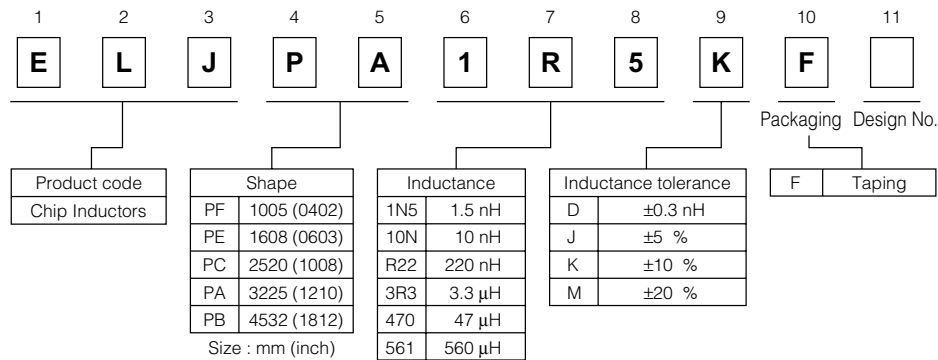 1 2 3 4 5 6 7 8 9 10 11
E L J P A 1 R 5 K F
Packaging Design No.
Product code
Chip Inductors
Shape
PF 1005 (0402)
PE 1608 (0603)
PC 2520 (1008)
PA 3225 (1210)
PB 4532 (1812)
Size : mm (inch)
Inductance
1N5 1.5 nH
10N 10 nH
R22 220 nH
3R3 3.3 μH
470 47 μH
561 560 μH
Inductance tolerance
D ±0.3 nH
J ±5 %
K ±10 %
M ±20 %
F Taping